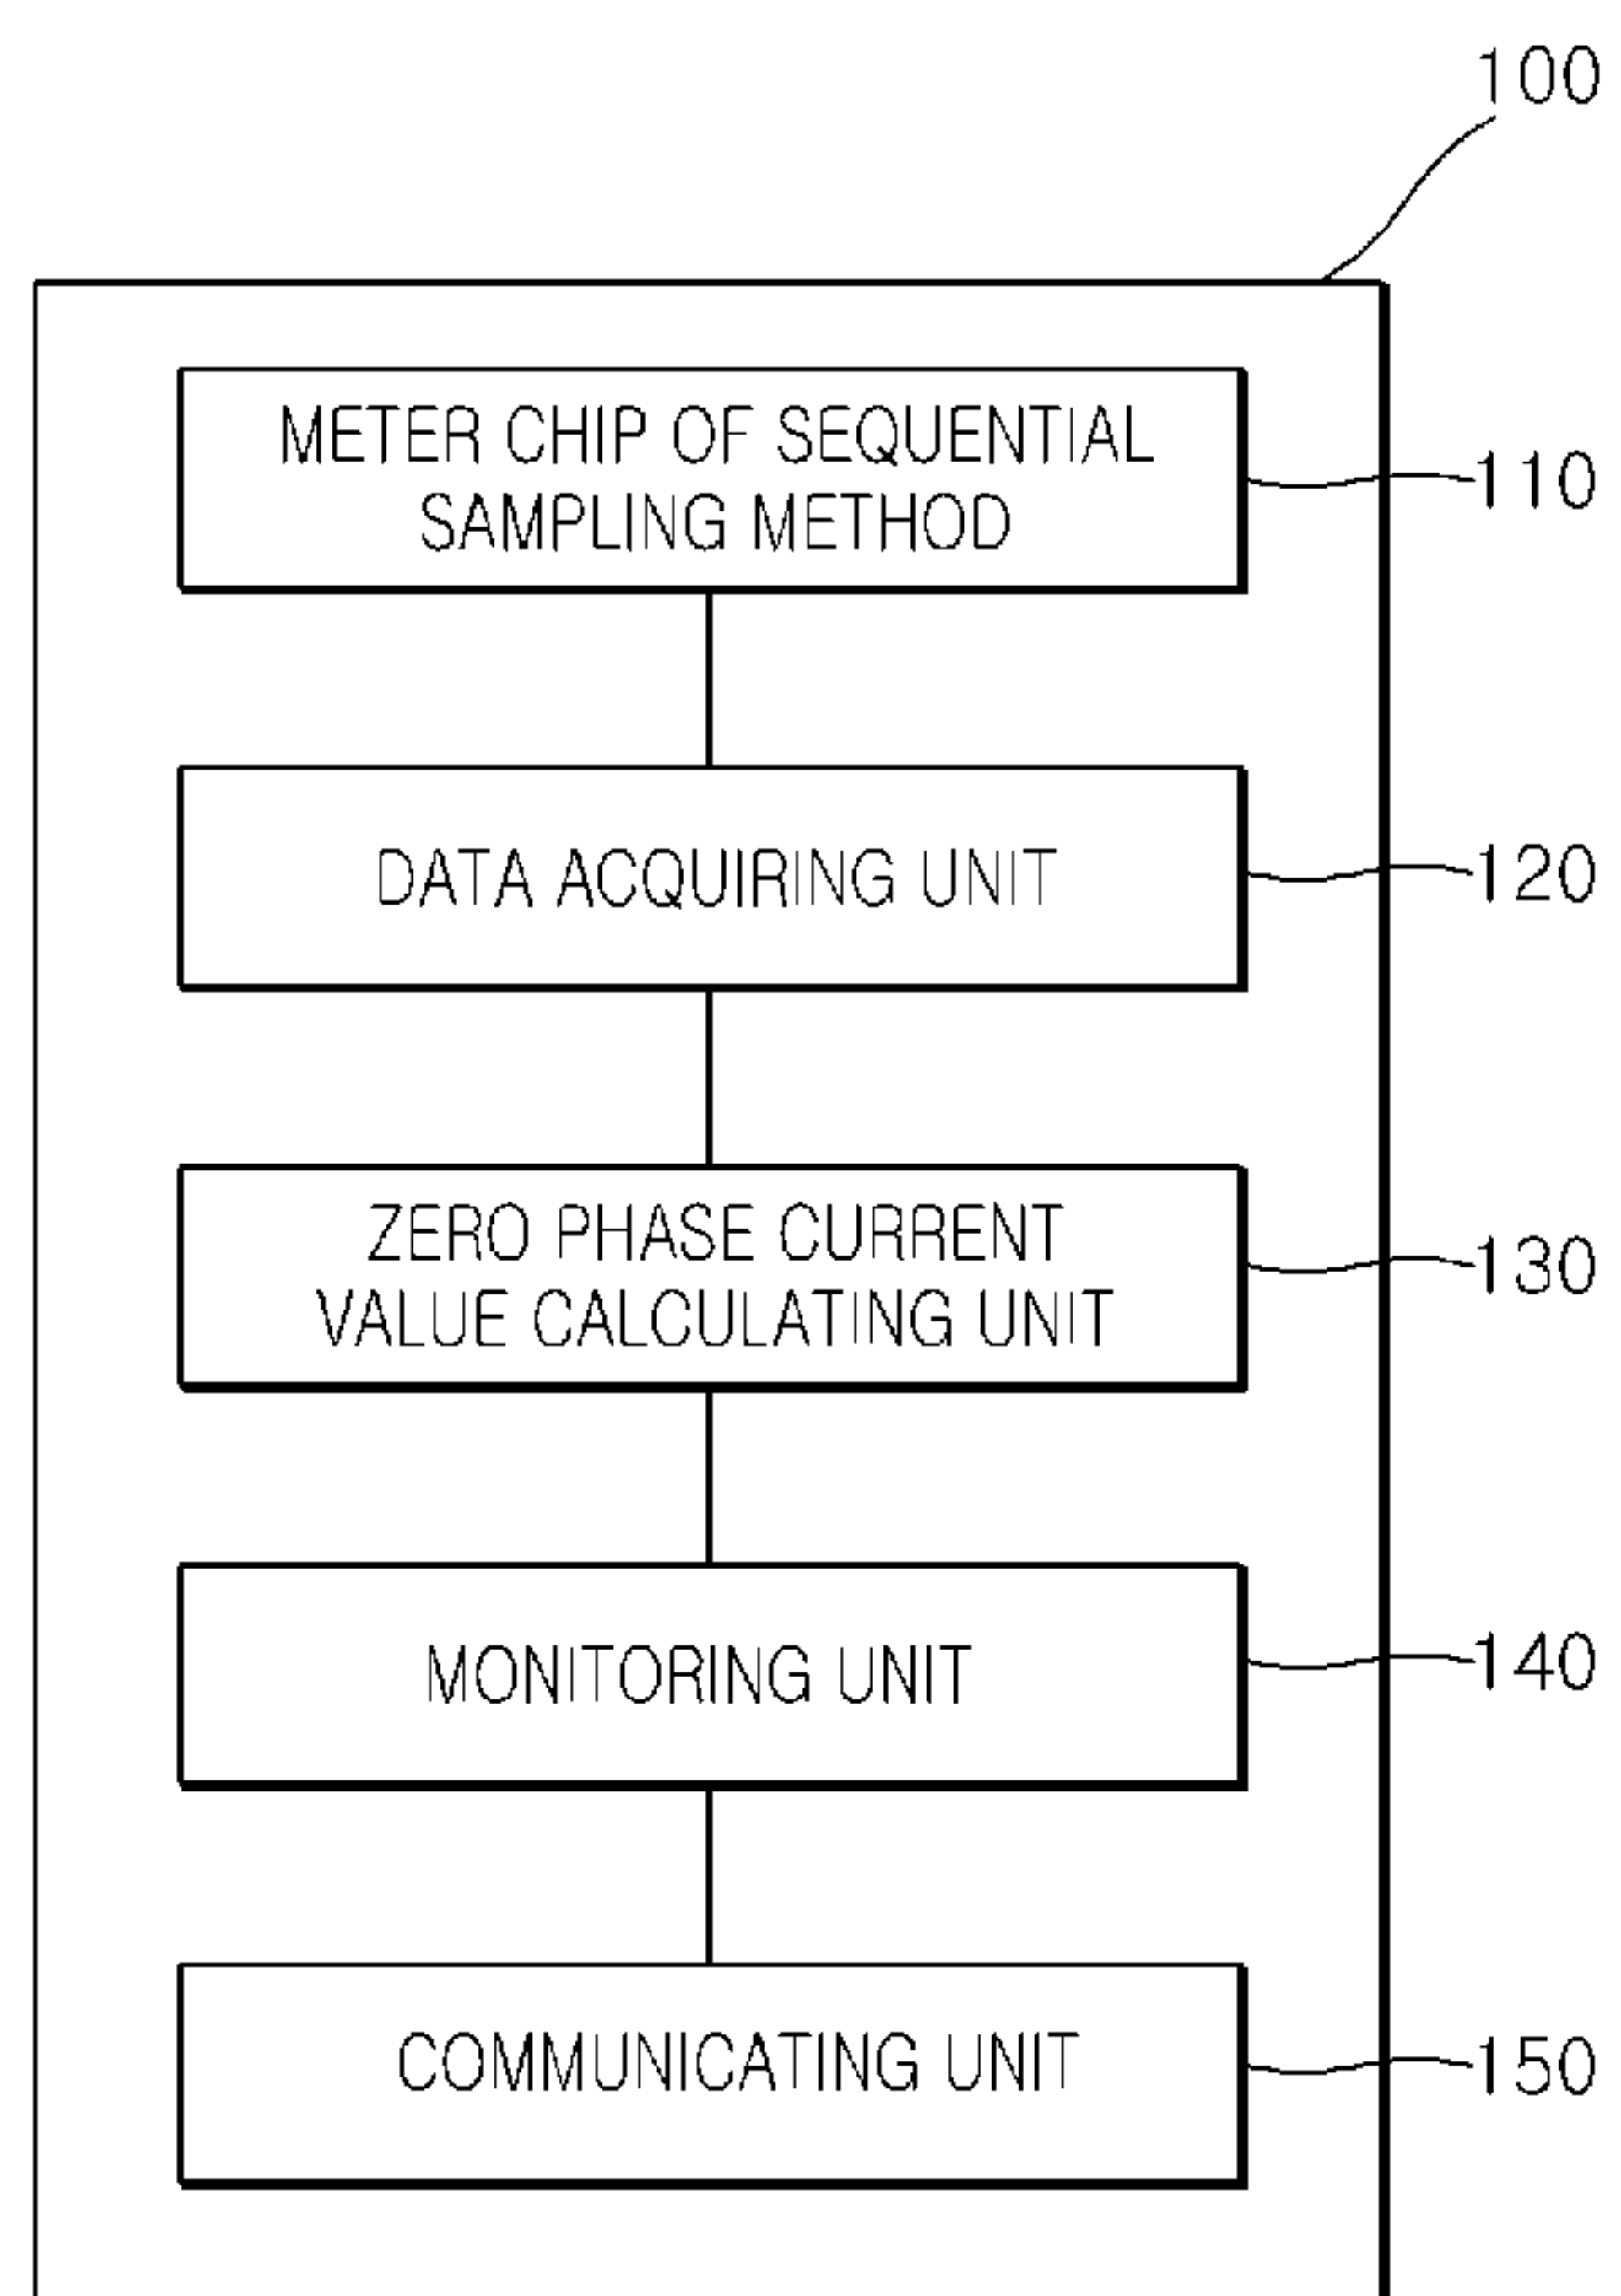 100
METER CHIP OF SEQUENTIAL
SAMPLING METHOD
110
DATA ACQUIRING UNIT
120
ZERO PHASE CURRENT
VALUE CALCULATING UNIT
130
MONITORING UNIT
140
COMMUNICATING UNIT
150